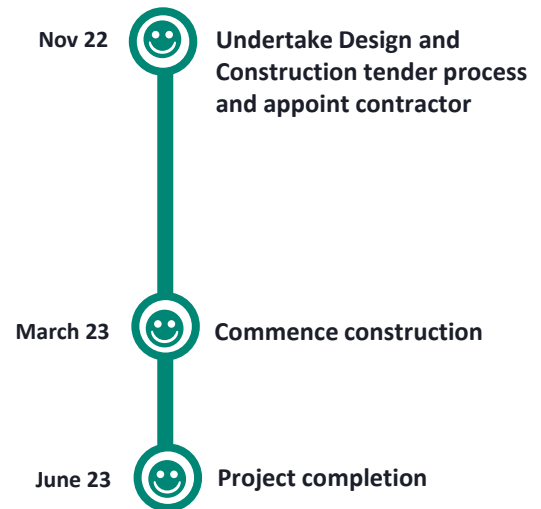 Nov 22
Undertake Design and
Construction tender process
and appoint contractor
March 23
Commence construction
June 23
Project completion